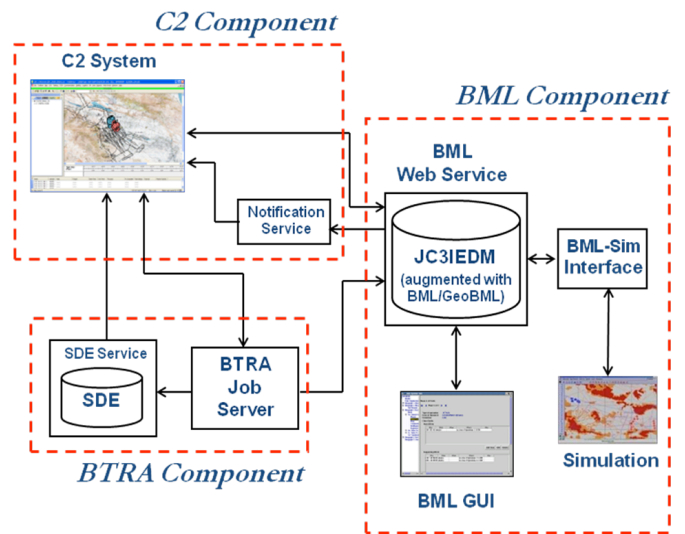 C2 Component
C2 System
BML Component
BML
Web Service
Notification
Service
JC3IEDM
(augmented with
BML/GeoBML)
BML-Sim
Interface
SDE Service
SDE
BTRA
Job
Server
BTRA Component
BML GUI
Simulation